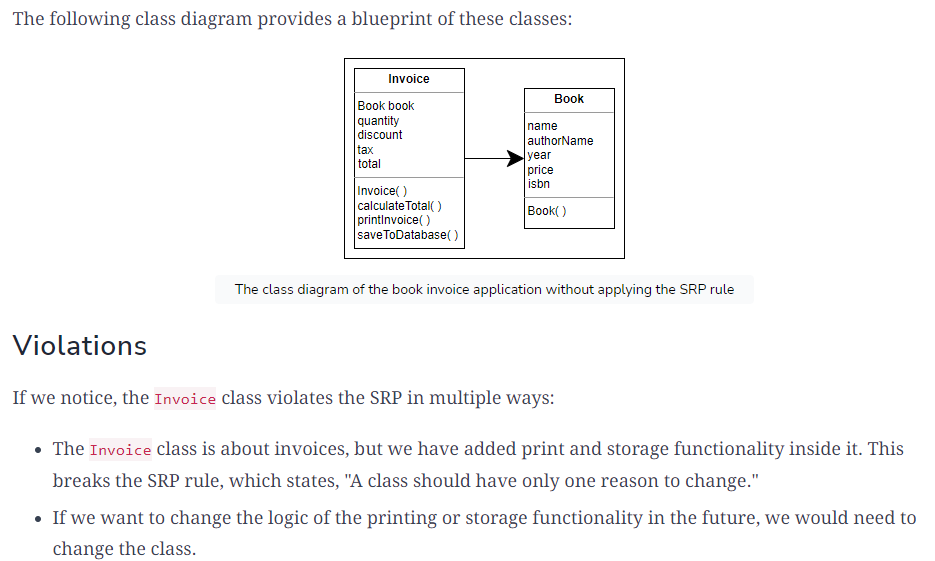 The following class diagram provides a blueprint of these classes:
Invoice
Book book
quantity
discount
tax
total
Invoice( )
calculateTotal( )
printInvoice( )
saveToDatabase( )
Book
name
authorName
year
price
isbn
Book( )
The class diagram of the book invoice application without applying the SRP rule
Violations
If we notice, the Invoice class violates the SRP in multiple ways:
• The Invoice class is about invoices, but we have added print and storage functionality inside it. This
breaks the SRP rule, which states, "A class should have only one reason to change."
• If we want to change the logic of the printing or storage functionality in the future, we would need to
change the class.